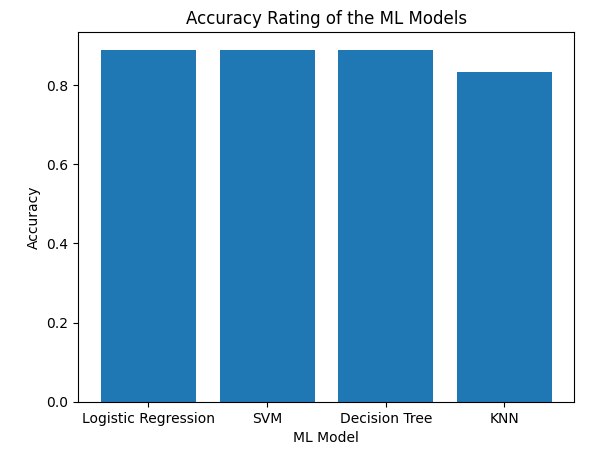 Accuracy Rating of the ML Models
Accuracy
0.8
0.6
0.4
0.2
0.0
Logistic Regression SVM Decision Tree KNN
ML Model